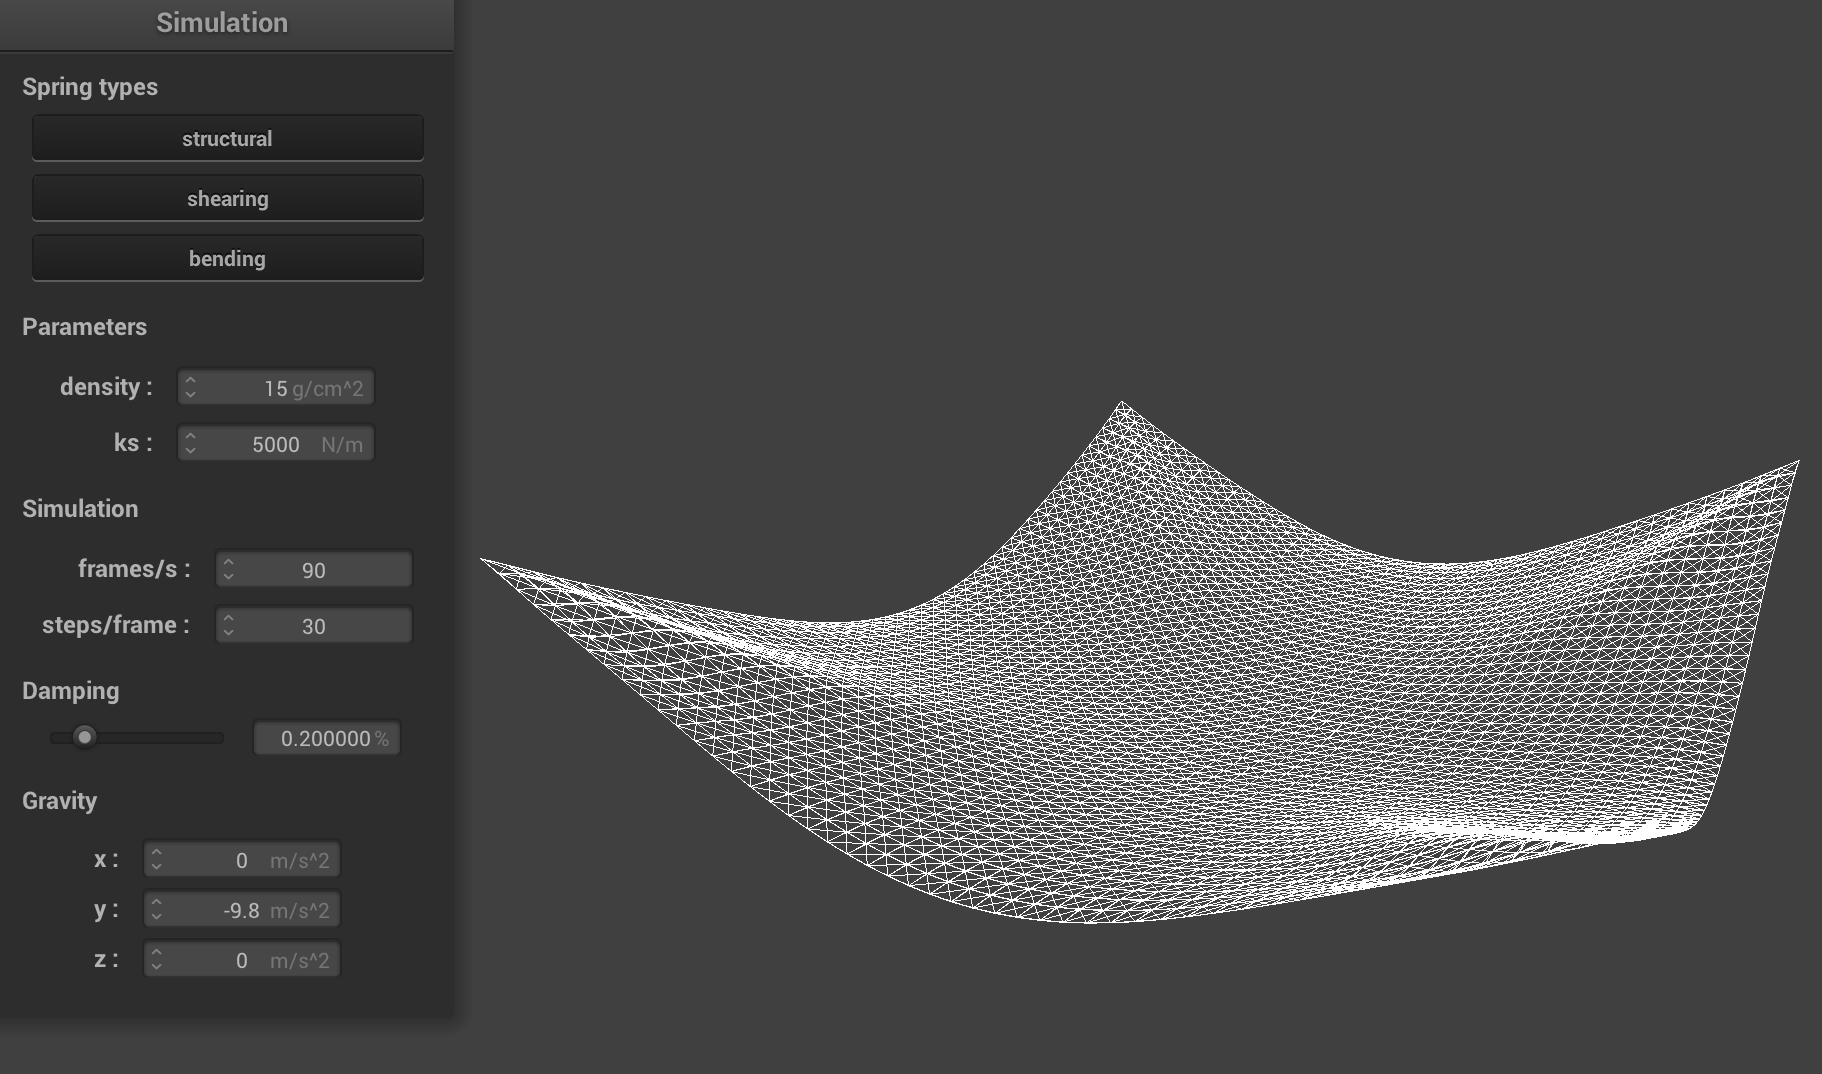 Simulation
Spring types
structural
shearing
bending
Parameters
density : 15 g/cm^2
ks : 5000 N/m
Simulation
frames/s : 90
steps/frame : 30
Damping
0.200000 %
Gravity
x : 0 m/s^2
y : -9.8 m/s^2
z : 0 m/s^2